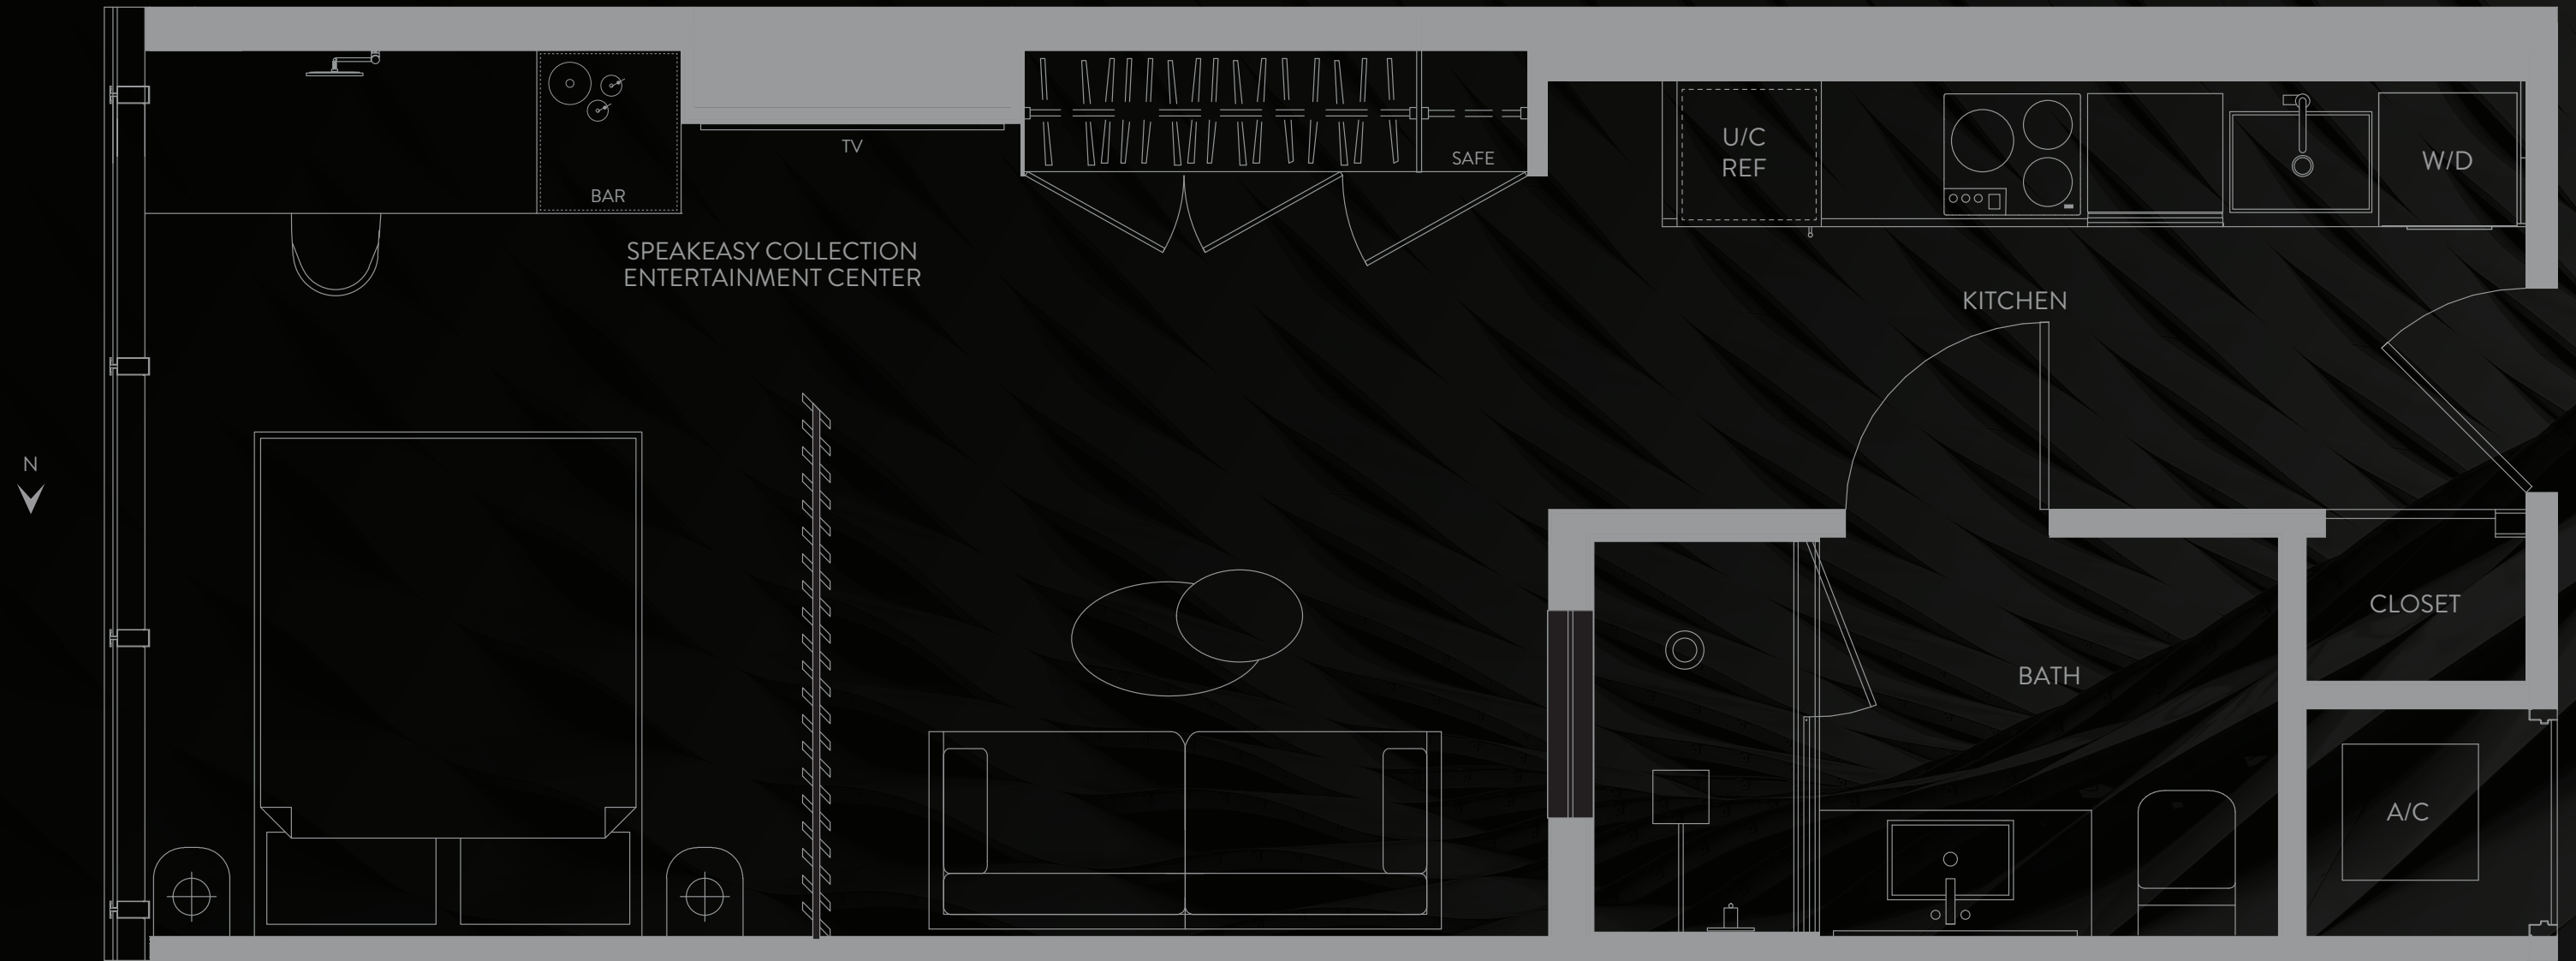 TV
BAR
SAFE
U/C
REF
W/D
SPEAKEASY COLLECTION
ENTERTAINMENT CENTER
KITCHEN
N
CLOSET
BATH
A/C